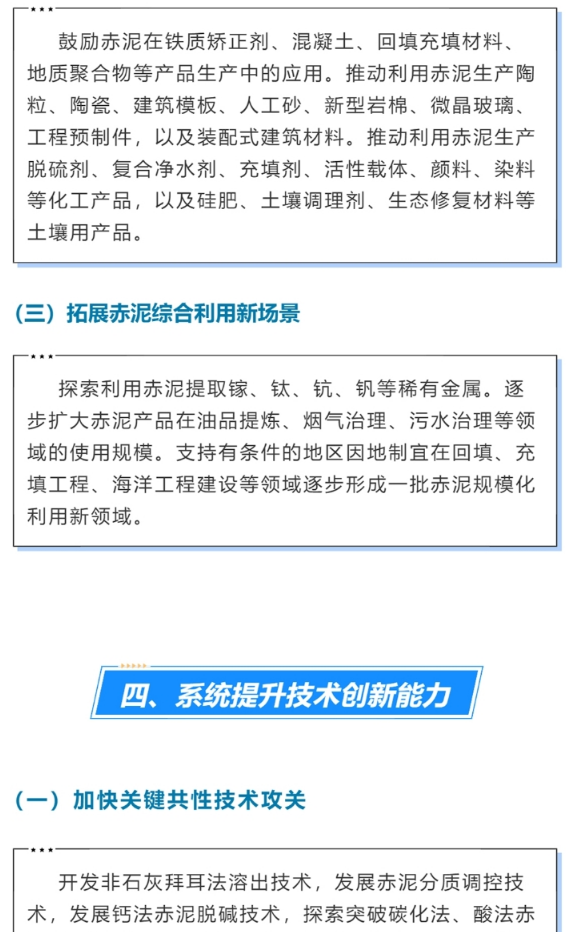 鼓励赤泥在铁质矫正剂、混凝土、回填充填材料、
地质聚合物等产品生产中的应用。推动利用赤泥生产陶
粒、陶瓷、建筑模板、人工砂、新型岩棉、微晶玻璃、
工程预制件，以及装配式建筑材料。推动利用赤泥生产
脱硫剂、复合净水剂、充填剂、活性载体、颜料、染料
等化工产品，以及硅肥、土壤调理剂、生态修复材料等
土壤用产品。
（三）拓展赤泥综合利用新场景
探索利用赤泥提取镓、钛、钪、钒等稀有金属。逐
步扩大赤泥产品在油品提炼、烟气治理、污水治理等领
域的使用规模。支持有条件的地区因地制宜在回填、充
填工程、海洋工程建设等领域逐步形成一批赤泥规模化
利用新领域。
四、系统提升技术创新能力
（一）加快关键共性技术攻关
开发非石灰拜耳法溶出技术，发展赤泥分质调控技
术，发展钙法赤泥脱碱技术，探索突破碳化法、酸法赤